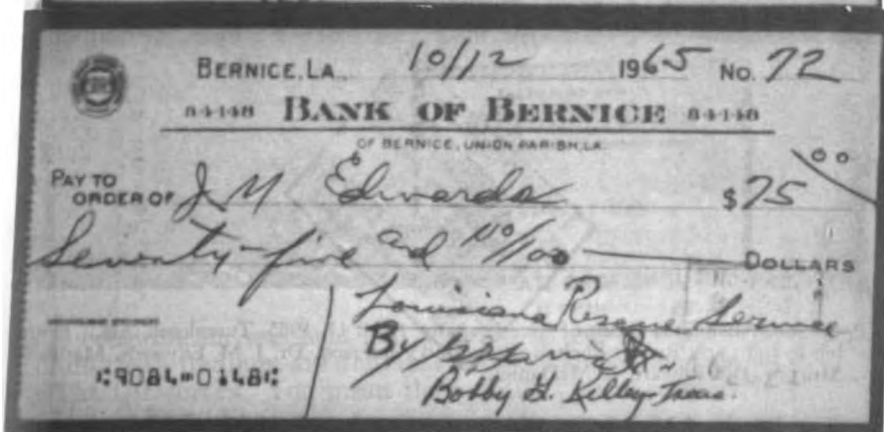 BERNICE, LA. 10/12 1965 No. 72
84-148 BANK OF BERNICE 84-148
OF BERNICE, UNION PARISH, LA.
PAY TO ORDER OF J M Edwards $75 00
Seventy-five and no/100 DOLLARS
Louisiana Rescue Service
By
Bobby G. Kelley-Treas.
⑆9084⑉0148⑆